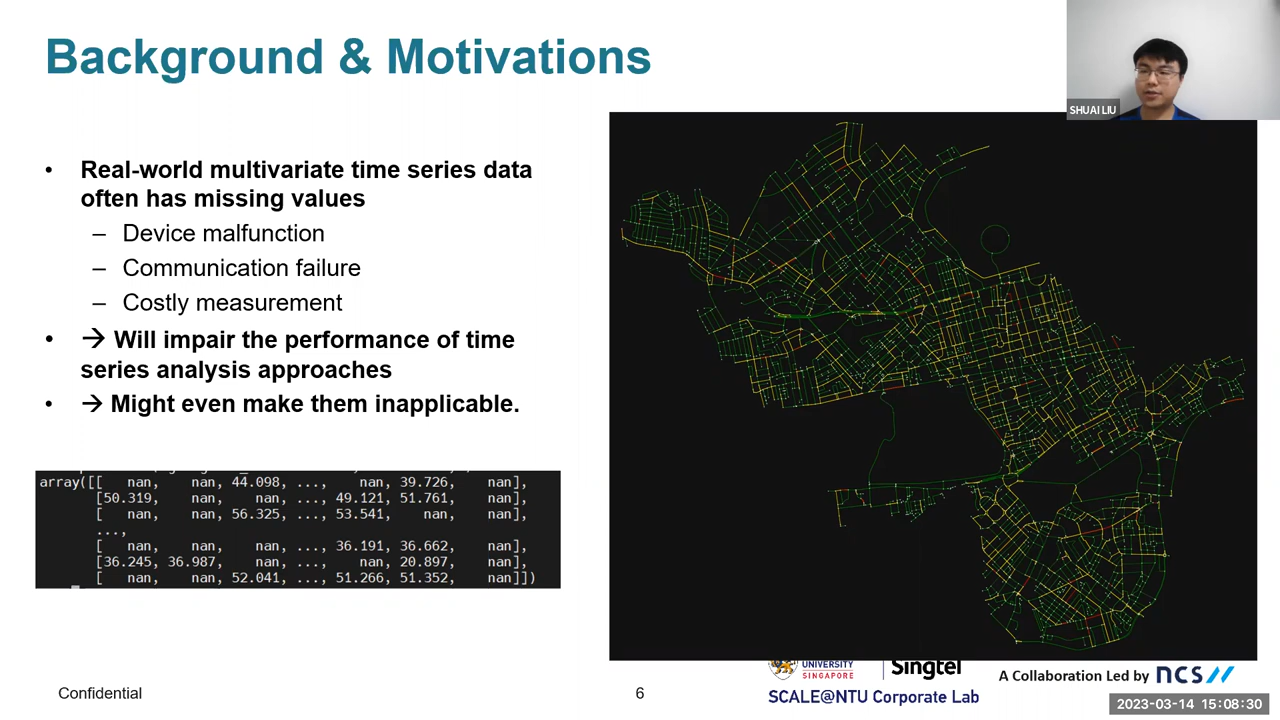 Background & Motivations
SHUAI LIU
• Real-world multivariate time series data
often has missing values
– Device malfunction
– Communication failure
– Costly measurement
• → Will impair the performance of time
series analysis approaches
• → Might even make them inapplicable.
array([[ nan, nan, 44.098, ..., nan, 39.726, nan],
[50.319, nan, nan, ..., 49.121, 51.761, nan],
[ nan, nan, 56.325, ..., 53.541, nan, nan],
...,
[ nan, nan, nan, ..., 36.191, 36.662, nan],
[36.245, 36.987, nan, ..., nan, 20.897, nan],
[ nan, nan, 52.041, ..., 51.266, 51.352, nan]])
UNIVERSITY
SINGAPORE
Singtel
A Collaboration Led by ncs//
SCALE@NTU Corporate Lab
Confidential
6
2023-03-14 15:08:30